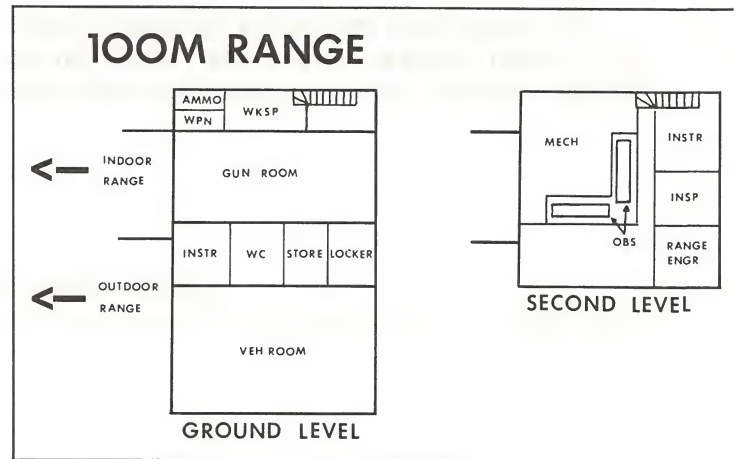 100M RANGE
AMMO
WPN
WKSP
INDOOR
RANGE
GUN ROOM
INSTR
WC
STORE
LOCKER
OUTDOOR
RANGE
VEH ROOM
GROUND LEVEL
MECH
INSTR
INSP
OBS
RANGE
ENGR
SECOND LEVEL